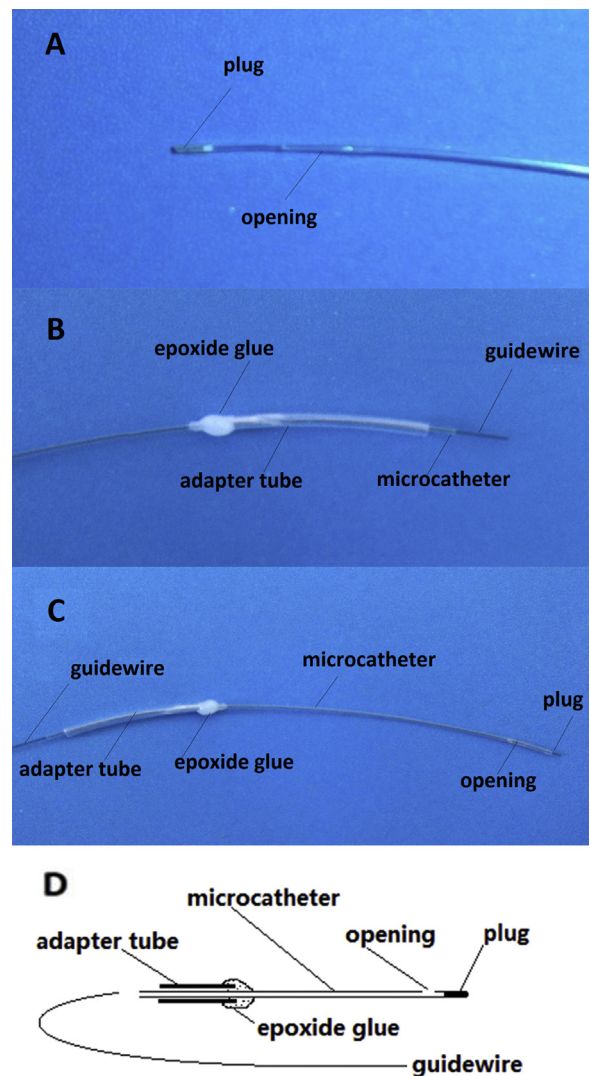 A
plug
opening
B
epoxide glue
guidewire
adapter tube
microcatheter
C
microcatheter
guidewire
plug
adapter tube
epoxide glue
opening
D
microcatheter
adapter tube
opening
plug
epoxide glue
guidewire